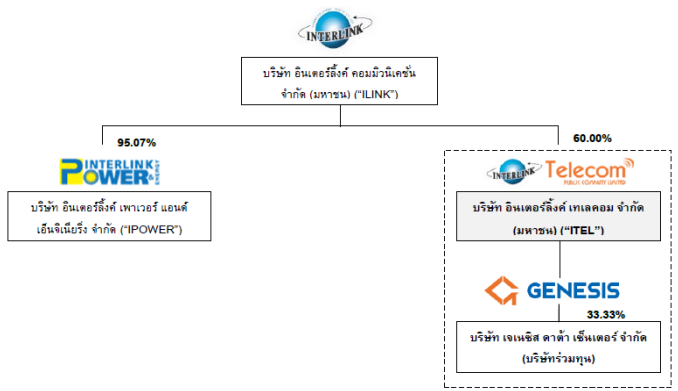 INTERLINK
บริษัท อินเตอร์ลิ้งค์ คอมมิวนิเคชั่น
จำกัด (มหาชน) ("ILINK")
95.07%
60.00%
INTERLINK
POWER &
INTERLINK Telecom
PUBLIC COMPANY LIMITED
บริษัท อินเตอร์ลิ้งค์ เพาเวอร์ แอนด์
เอ็นจิเนียริ่ง จำกัด ("IPOWER")
บริษัท อินเตอร์ลิ้งค์ เทเลคอม จำกัด
(มหาชน) ("ITEL")
GENESIS
33.33%
บริษัท เจเนซิส ดาต้า เซ็นเตอร์ จำกัด
(บริษัทร่วมทุน)